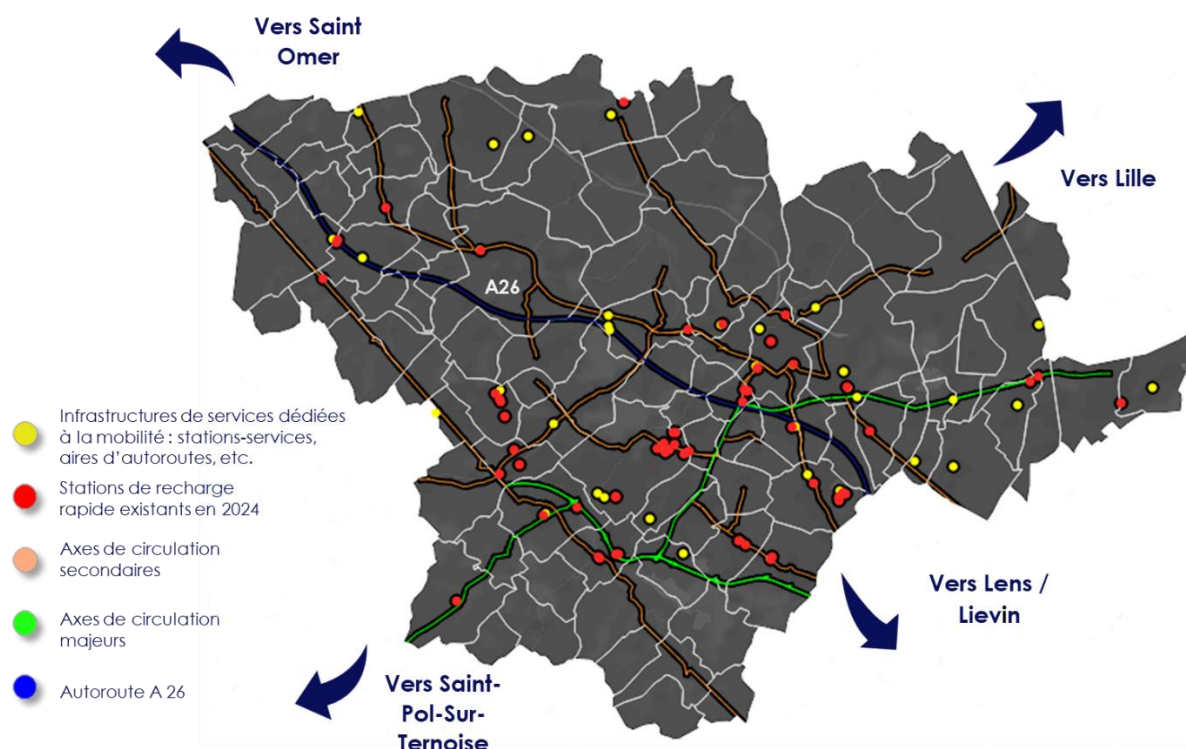 Vers Saint
Omer
Vers Lille
A26
Infrastructures de services dédiées
à la mobilité : stations-services,
aires d'autoroutes, etc.
Stations de recharge
rapide existants en 2024
Axes de circulation
secondaires
Axes de circulation
majeurs
Autoroute A 26
Vers Lens /
Lievin
Vers Saint-
Pol-Sur-
Ternoise